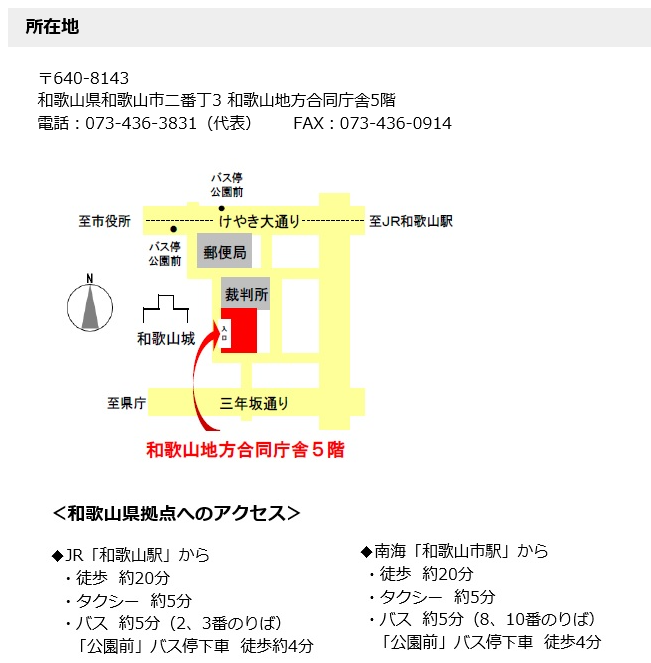 所在地
〒640-8143
和歌山県和歌山市二番丁3 和歌山地方合同庁舎5階
電話：073-436-3831（代表） FAX：073-436-0914
バス停
公園前
至市役所 けやき大通り 至JR和歌山駅
バス停
公園前
郵便局
N
裁判所
入口
和歌山城
至県庁 三年坂通り
和歌山地方合同庁舎５階
＜和歌山県拠点へのアクセス＞
◆JR「和歌山駅」から
・徒歩 約20分
・タクシー 約5分
・バス 約5分（2、3番のりば）
「公園前」バス停下車 徒歩約4分
◆南海「和歌山市駅」から
・徒歩 約20分
・タクシー 約5分
・バス 約5分（8、10番のりば）
「公園前」バス停下車 徒歩4分